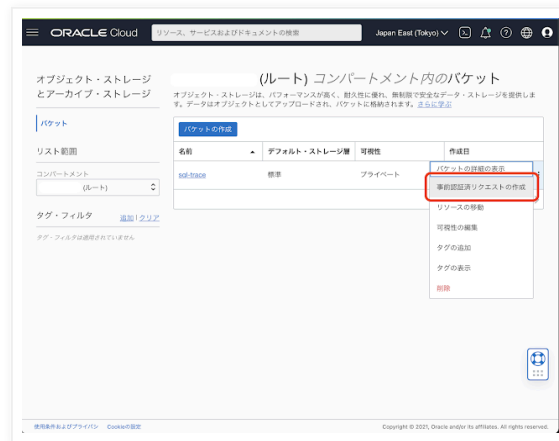 ORACLE Cloud
リソース、サービスおよびドキュメントの検索
Japan East (Tokyo)
オブジェクト・ストレージ
とアーカイブ・ストレージ
バケット
リスト範囲
コンパートメント
(ルート)
タグ・フィルタ 追加 | クリア
タグ・フィルタは適用されていません
(ルート) コンパートメント内のバケット
オブジェクト・ストレージは、パフォーマンスが高く、耐久性に優れ、無制限で安全なデータ・ストレージを提供しま
す。データはオブジェクトとしてアップロードされ、バケットに格納されます。さらに学ぶ
バケットの作成
名前 デフォルト・ストレージ層 可視性 作成日
sql-trace 標準 プライベート
バケットの詳細の表示
事前認証済リクエストの作成
リソースの移動
可視性の編集
タグの追加
タグの表示
削除
使用条件およびプライバシ Cookieの設定
Copyright © 2021, Oracle and/or its affiliates. All rights reserved.